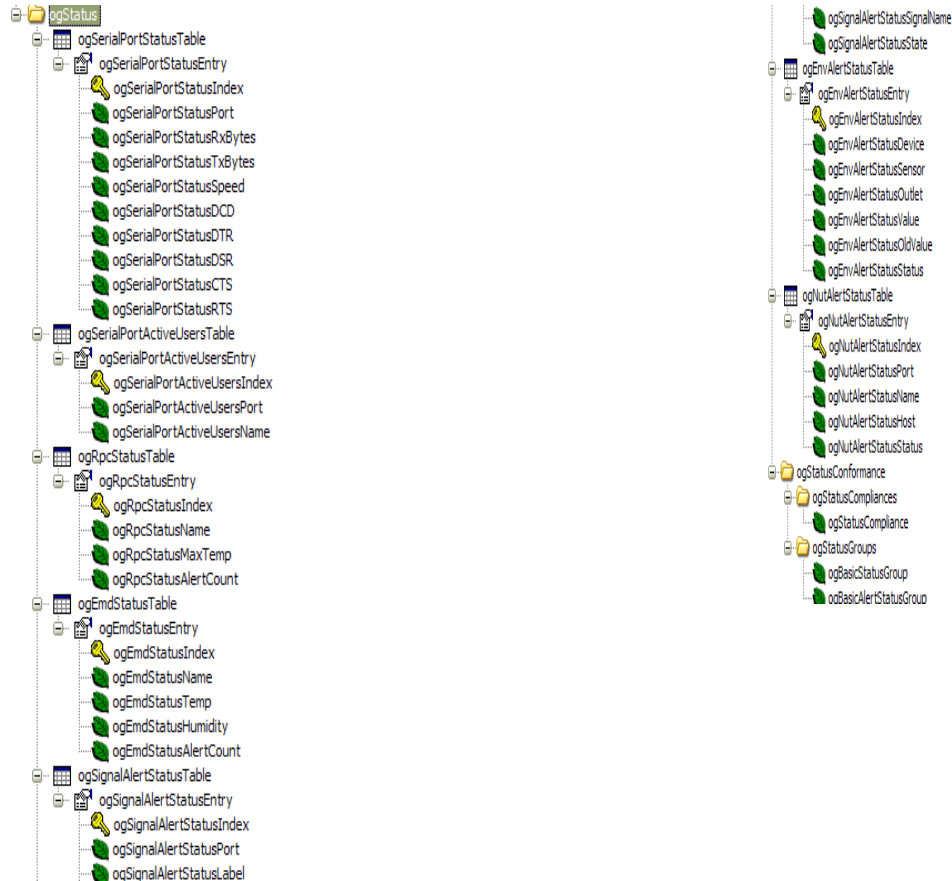 ogStatus
ogSerialPortStatusTable
ogSerialPortStatusEntry
ogSerialPortStatusIndex
ogSerialPortStatusPort
ogSerialPortStatusRxBytes
ogSerialPortStatusTxBytes
ogSerialPortStatusSpeed
ogSerialPortStatusDCD
ogSerialPortStatusDTR
ogSerialPortStatusDSR
ogSerialPortStatusCTS
ogSerialPortStatusRTS
ogSerialPortActiveUsersTable
ogSerialPortActiveUsersEntry
ogSerialPortActiveUsersIndex
ogSerialPortActiveUsersPort
ogSerialPortActiveUsersName
ogRpcStatusTable
ogRpcStatusEntry
ogRpcStatusIndex
ogRpcStatusName
ogRpcStatusMaxTemp
ogRpcStatusAlertCount
ogEmdStatusTable
ogEmdStatusEntry
ogEmdStatusIndex
ogEmdStatusName
ogEmdStatusTemp
ogEmdStatusHumidity
ogEmdStatusAlertCount
ogSignalAlertStatusTable
ogSignalAlertStatusEntry
ogSignalAlertStatusIndex
ogSignalAlertStatusPort
ogSignalAlertStatusLabel
ogSignalAlertStatusSignalName
ogSignalAlertStatusState
ogEnvAlertStatusTable
ogEnvAlertStatusEntry
ogEnvAlertStatusIndex
ogEnvAlertStatusDevice
ogEnvAlertStatusSensor
ogEnvAlertStatusOutlet
ogEnvAlertStatusValue
ogEnvAlertStatusOldValue
ogEnvAlertStatusStatus
ogNutAlertStatusTable
ogNutAlertStatusEntry
ogNutAlertStatusIndex
ogNutAlertStatusPort
ogNutAlertStatusName
ogNutAlertStatusHost
ogNutAlertStatusStatus
ogStatusConformance
ogStatusCompliances
ogStatusCompliance
ogStatusGroups
ogBasicStatusGroup
ogBasicAlertStatusGroup